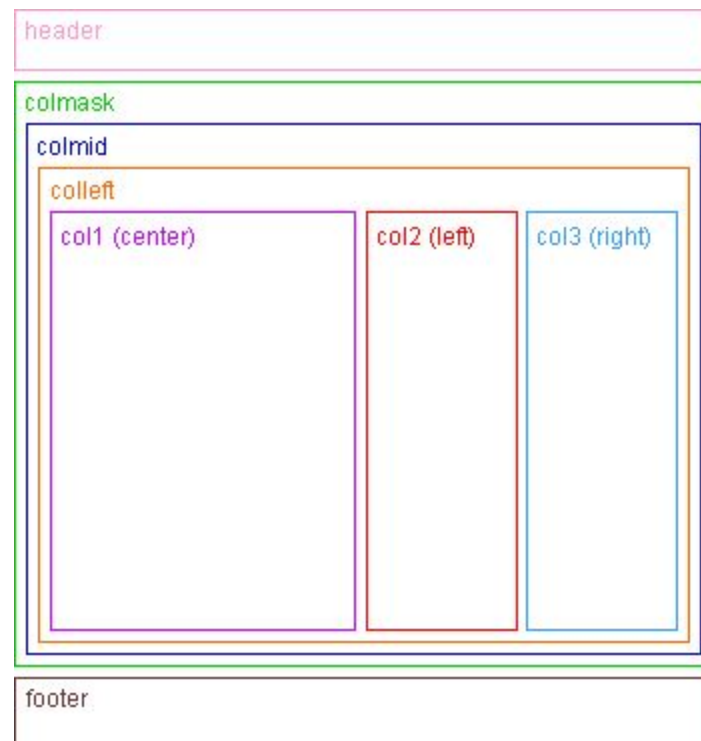 header
colmask
colmid
colleft
col1 (center)
col2 (left)
col3 (right)
footer